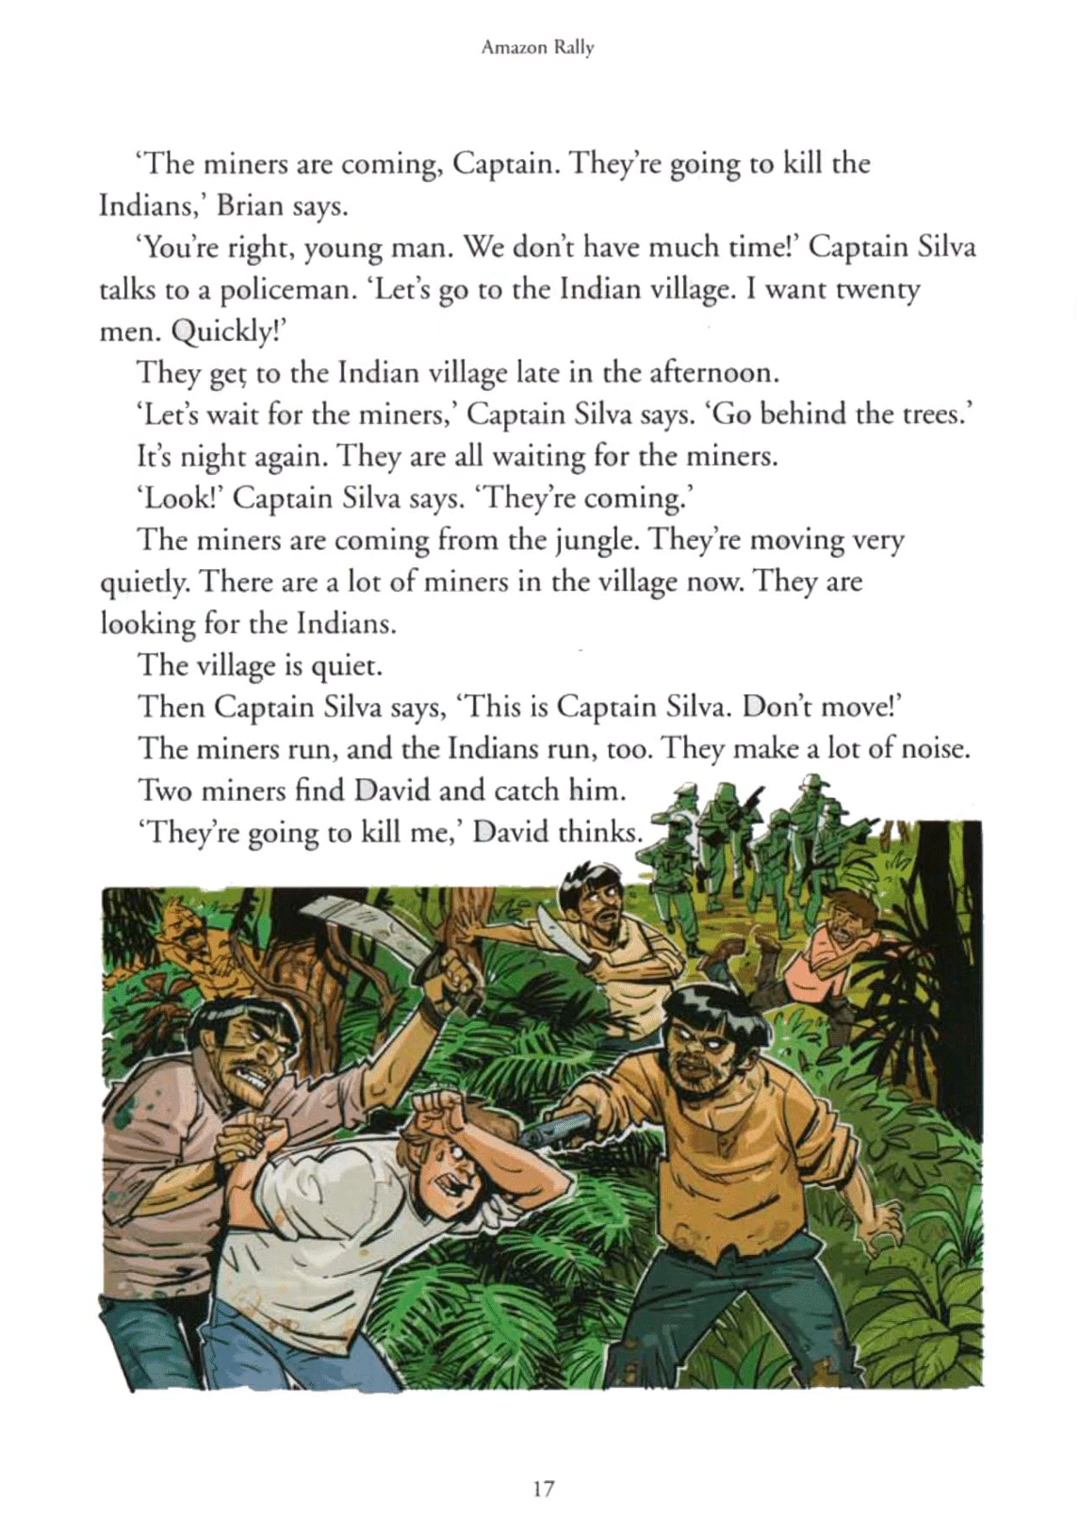 Amazon Rally
‘The miners are coming, Captain. They’re going to kill the
Indians,’ Brian says.
‘You’re right, young man. We don’t have much time!’ Captain Silva
talks to a policeman. ‘Let’s go to the Indian village. I want twenty
men. Quickly!’
They get to the Indian village late in the afternoon.
‘Let’s wait for the miners,’ Captain Silva says. ‘Go behind the trees.’
It’s night again. They are all waiting for the miners.
‘Look!’ Captain Silva says. ‘They’re coming.’
The miners are coming from the jungle. They’re moving very
quietly. There are a lot of miners in the village now. They are
looking for the Indians.
The village is quiet.
Then Captain Silva says, ‘This is Captain Silva. Don’t move!’
The miners run, and the Indians run, too. They make a lot of noise.
Two miners find David and catch him.
‘They’re going to kill me,’ David thinks.
17